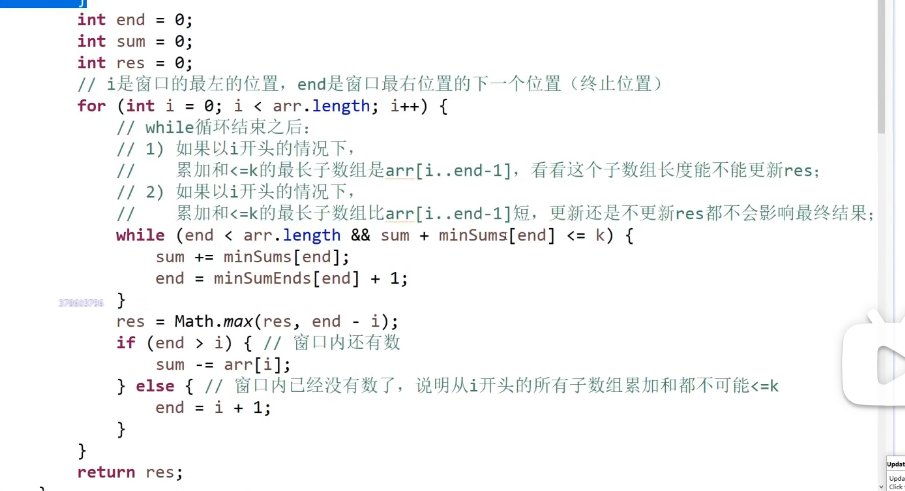 int end = 0;
int sum = 0;
int res = 0;
// i是窗口的最左的位置，end是窗口最右位置的下一个位置（终止位置）
for (int i = 0; i < arr.length; i++) {
// while循环结束之后：
// 1) 如果以i开头的情况下，
//    累加和<=k的最长子数组是arr[i..end-1]，看看这个子数组长度能不能更新res；
// 2) 如果以i开头的情况下，
//    累加和<=k的最长子数组比arr[i..end-1]短，更新还是不更新res都不会影响最终结果；
while (end < arr.length && sum + minSums[end] <= k) {
sum += minSums[end];
end = minSumEnds[end] + 1;
}
res = Math.max(res, end - i);
if (end > i) { // 窗口内还有数
sum -= arr[i];
} else { // 窗口内已经没有数了，说明从i开头的所有子数组累加和都不可能<=k
end = i + 1;
}
}
return res;
Updat
Upda
Click